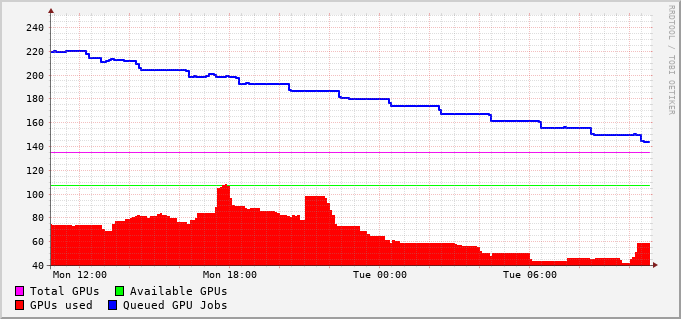 240
220
200
180
160
140
120
100
80
60
40
Mon 12:00 Mon 18:00 Tue 00:00 Tue 06:00
Total GPUs Available GPUs
GPUs used Queued GPU Jobs
RRDTOOL / TOBI OETIKER